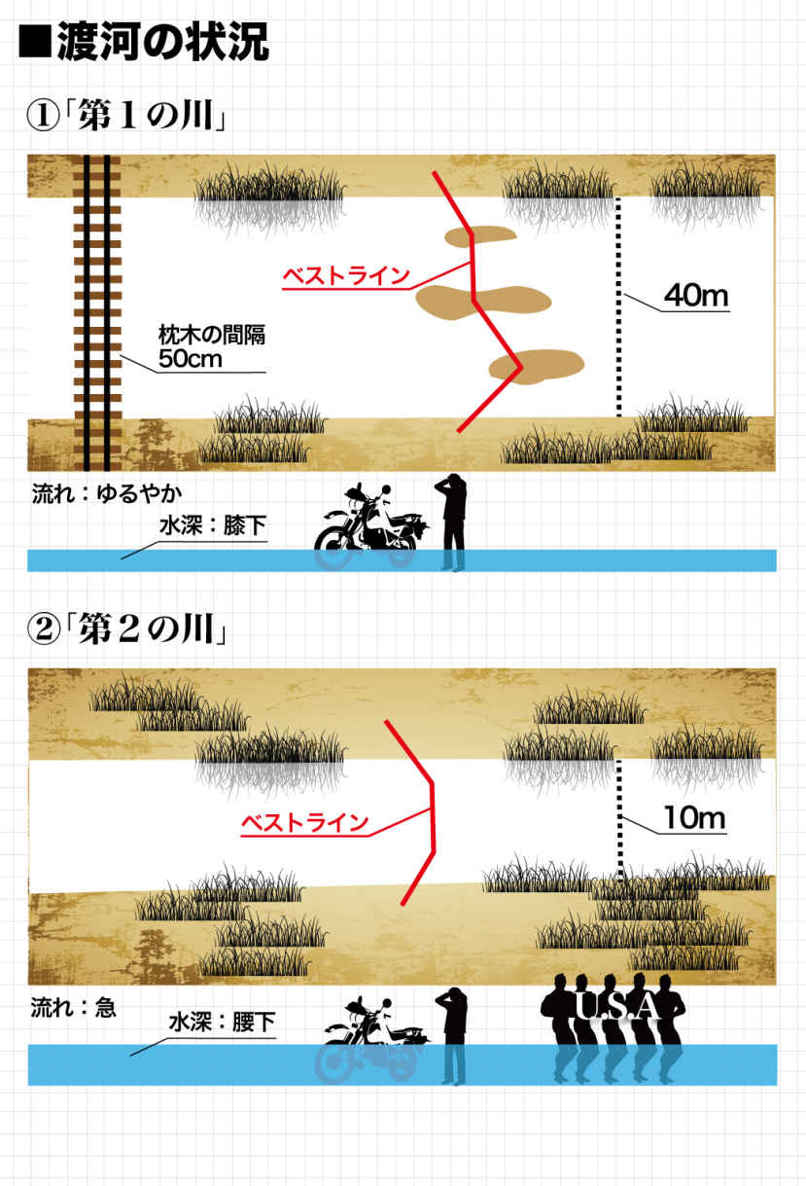 ■渡河の状況
①「第１の川」
ベストライン
40m
枕木の間隔
50cm
流れ：ゆるやか
水深：膝下
②「第２の川」
ベストライン
10m
流れ：急
水深：腰下
U.S.A